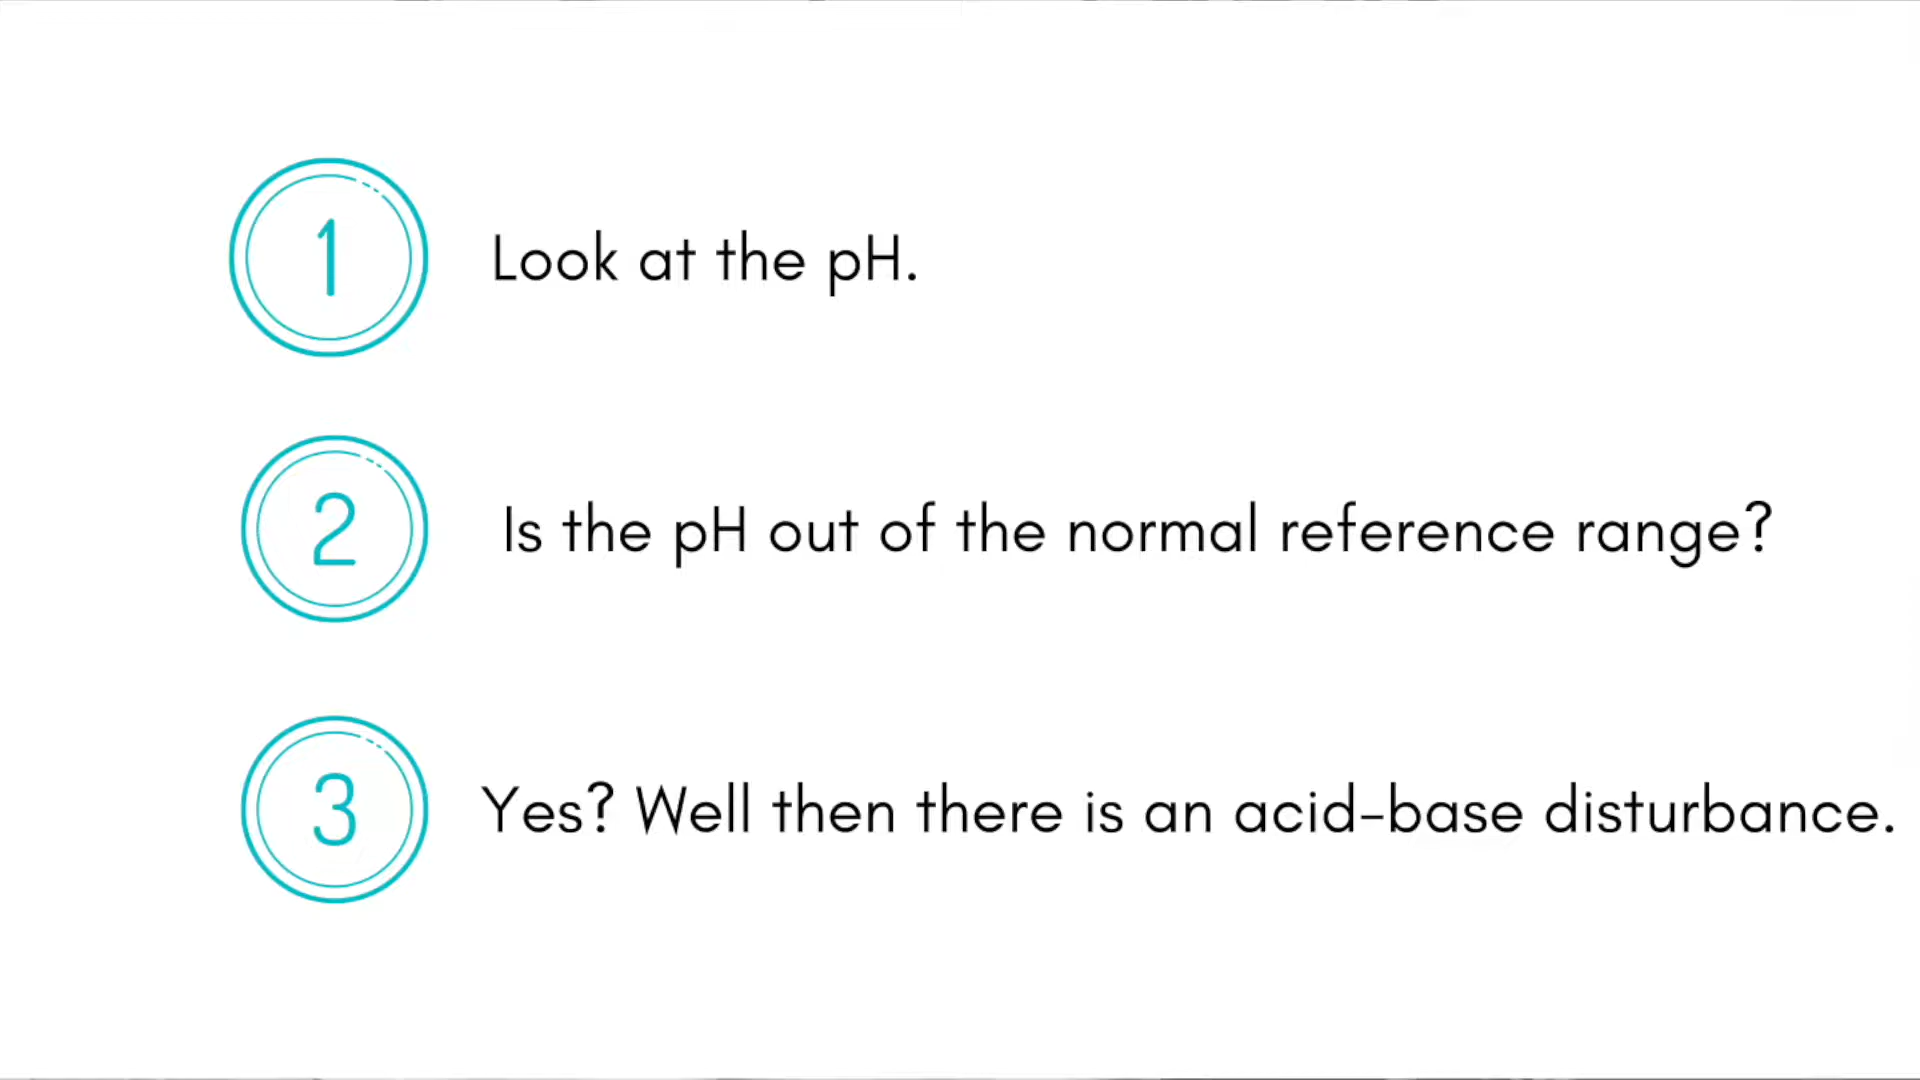 1 Look at the pH.
2 Is the pH out of the normal reference range?
3 Yes? Well then there is an acid-base disturbance.